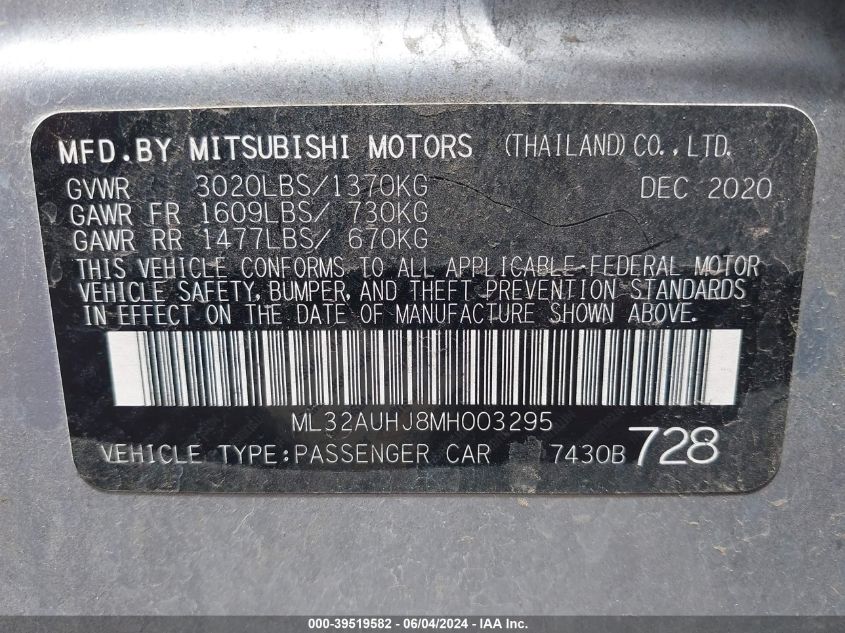 MFD.BY MITSUBISHI MOTORS (THAILAND)CO.,LTD.
GVWR 3020LBS/1370KG DEC 2020
GAWR FR 1609LBS/ 730KG
GAWR RR 1477LBS/ 670KG
THIS VEHICLE CONFORMS TO ALL APPLICABLE FEDERAL MOTOR
VEHICLE SAFETY, BUMPER, AND THEFT PREVENTION STANDARDS
IN EFFECT ON THE DATE OF MANUFACTURE SHOWN ABOVE.
ML32AUHJ8MH003295
VEHICLE TYPE:PASSENGER CAR 7430B 728
000-39519582 - 06/04/2024 - IAA Inc.